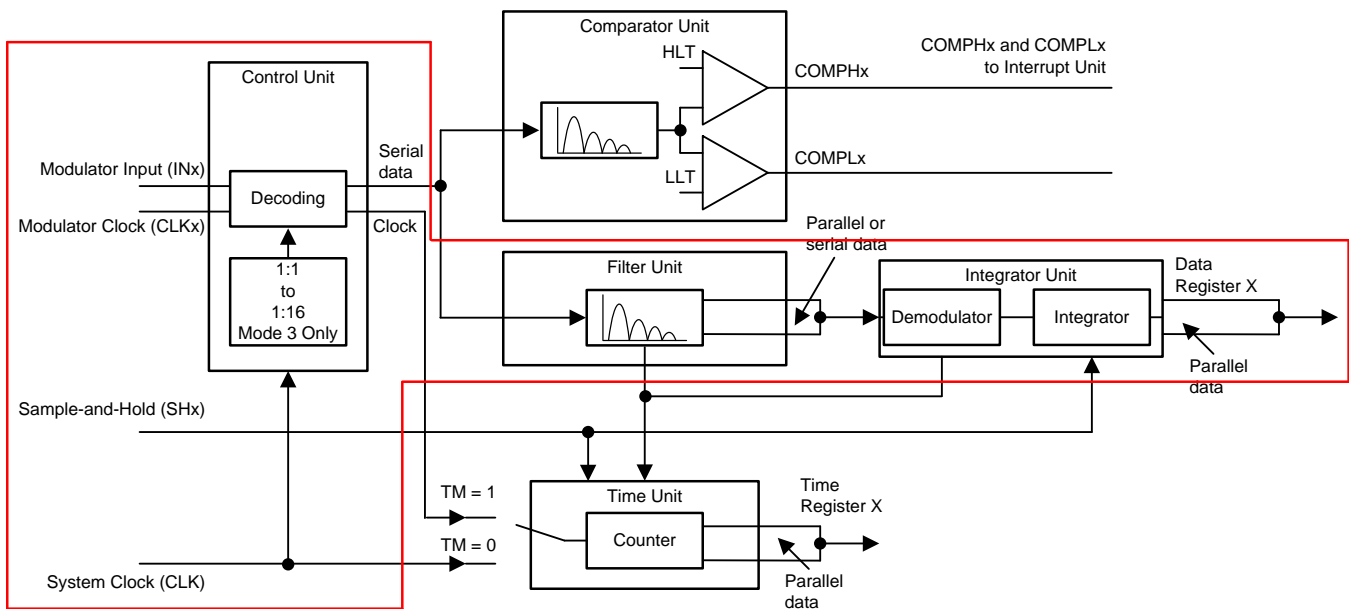 Comparator Unit
HLT
COMPHx
COMPHx and COMPLx
to Interrupt Unit
LLT
COMPLx
Control Unit
Modulator Input (INx)
Modulator Clock (CLKx)
Decoding
Serial
data
Clock
1:1
to
1:16
Mode 3 Only
Parallel or
serial data
Filter Unit
Integrator Unit
Demodulator
Integrator
Data
Register X
Parallel
data
Sample-and-Hold (SHx)
TM = 1
TM = 0
Time Unit
Counter
Time
Register X
Parallel
data
System Clock (CLK)